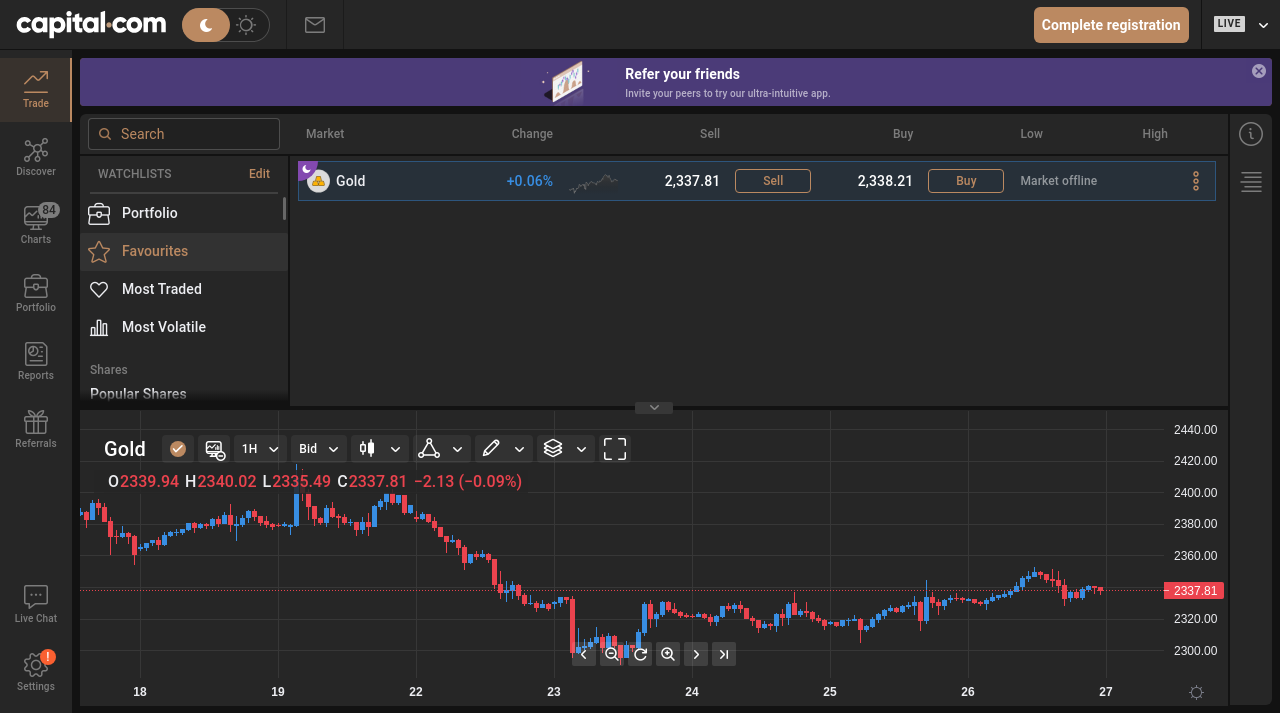 capital.com
Complete registration
LIVE
Trade
Discover
84
Charts
Portfolio
Reports
Referrals
Live Chat
!
Settings
Refer your friends
Invite your peers to try our ultra-intuitive app.
Search
Market Change Sell Buy Low High
WATCHLISTS Edit
Portfolio
Favourites
Most Traded
Most Volatile
Shares
Popular Shares
Gold +0.06% 2,337.81 Sell 2,338.21 Buy Market offline
Gold 1H Bid
O2339.94 H2340.02 L2335.49 C2337.81 −2.13 (−0.09%)
2440.00
2420.00
2400.00
2380.00
2360.00
2337.81
2320.00
2300.00
18 19 22 23 24 25 26 27